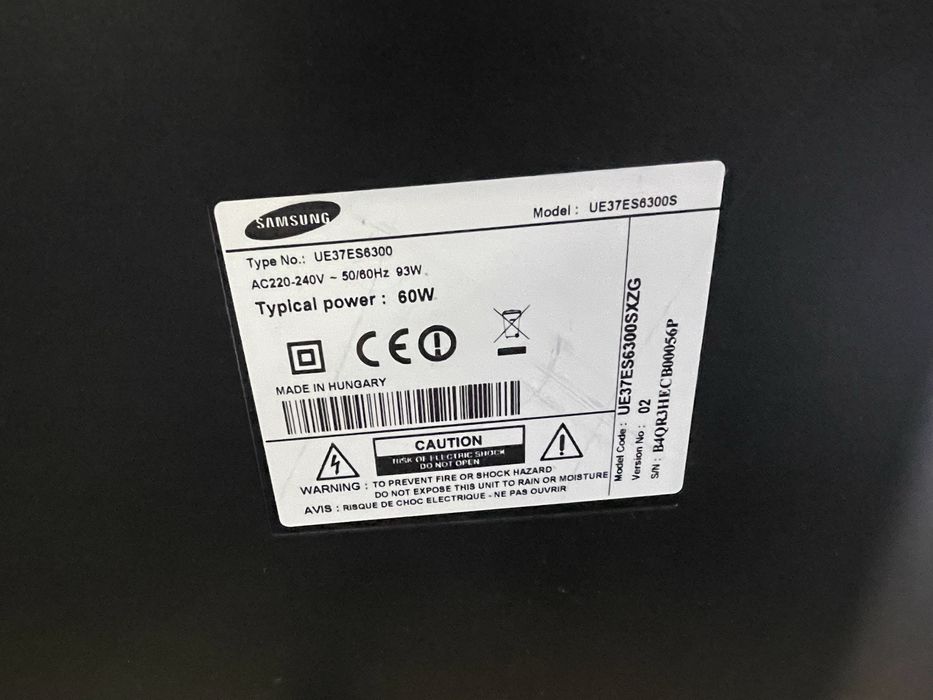 SAMSUNG
Model : UE37ES6300S
Type No.: UE37ES6300
AC220-240V ~ 50/60Hz 93W
Typical power : 60W
CE
MADE IN HUNGARY
CAUTION
RISK OF ELECTRIC SHOCK
DO NOT OPEN
WARNING : TO PREVENT FIRE OR SHOCK HAZARD
DO NOT EXPOSE THIS UNIT TO RAIN OR MOISTURE
AVIS : RISQUE DE CHOC ELECTRIQUE - NE PAS OUVRIR
Model Code : UE37ES6300SXZG
Version No : 02
S/N : B4QR3HECB00056P